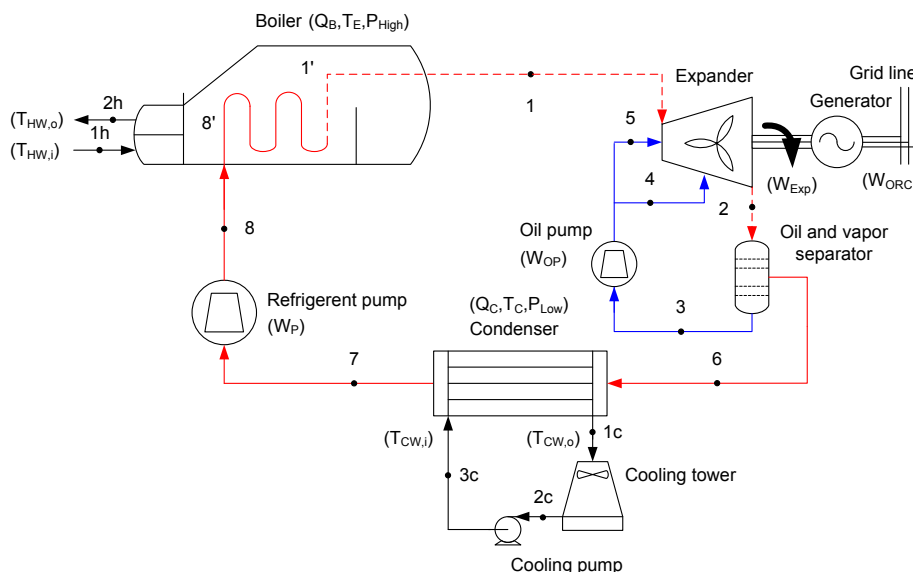 Boiler (Q_B,T_E,P_High)
1'
8'
2h
(T_HW,o)
1h
(T_HW,i)
1
Expander
Grid line
Generator
5
4
(W_Exp)
(W_ORC)
2
Oil pump
(W_OP)
Oil and vapor
separator
3
8
Refrigerent pump
(W_P)
(Q_C,T_C,P_Low)
Condenser
7
6
(T_CW,i)
(T_CW,o)
1c
3c
Cooling tower
2c
Cooling pump